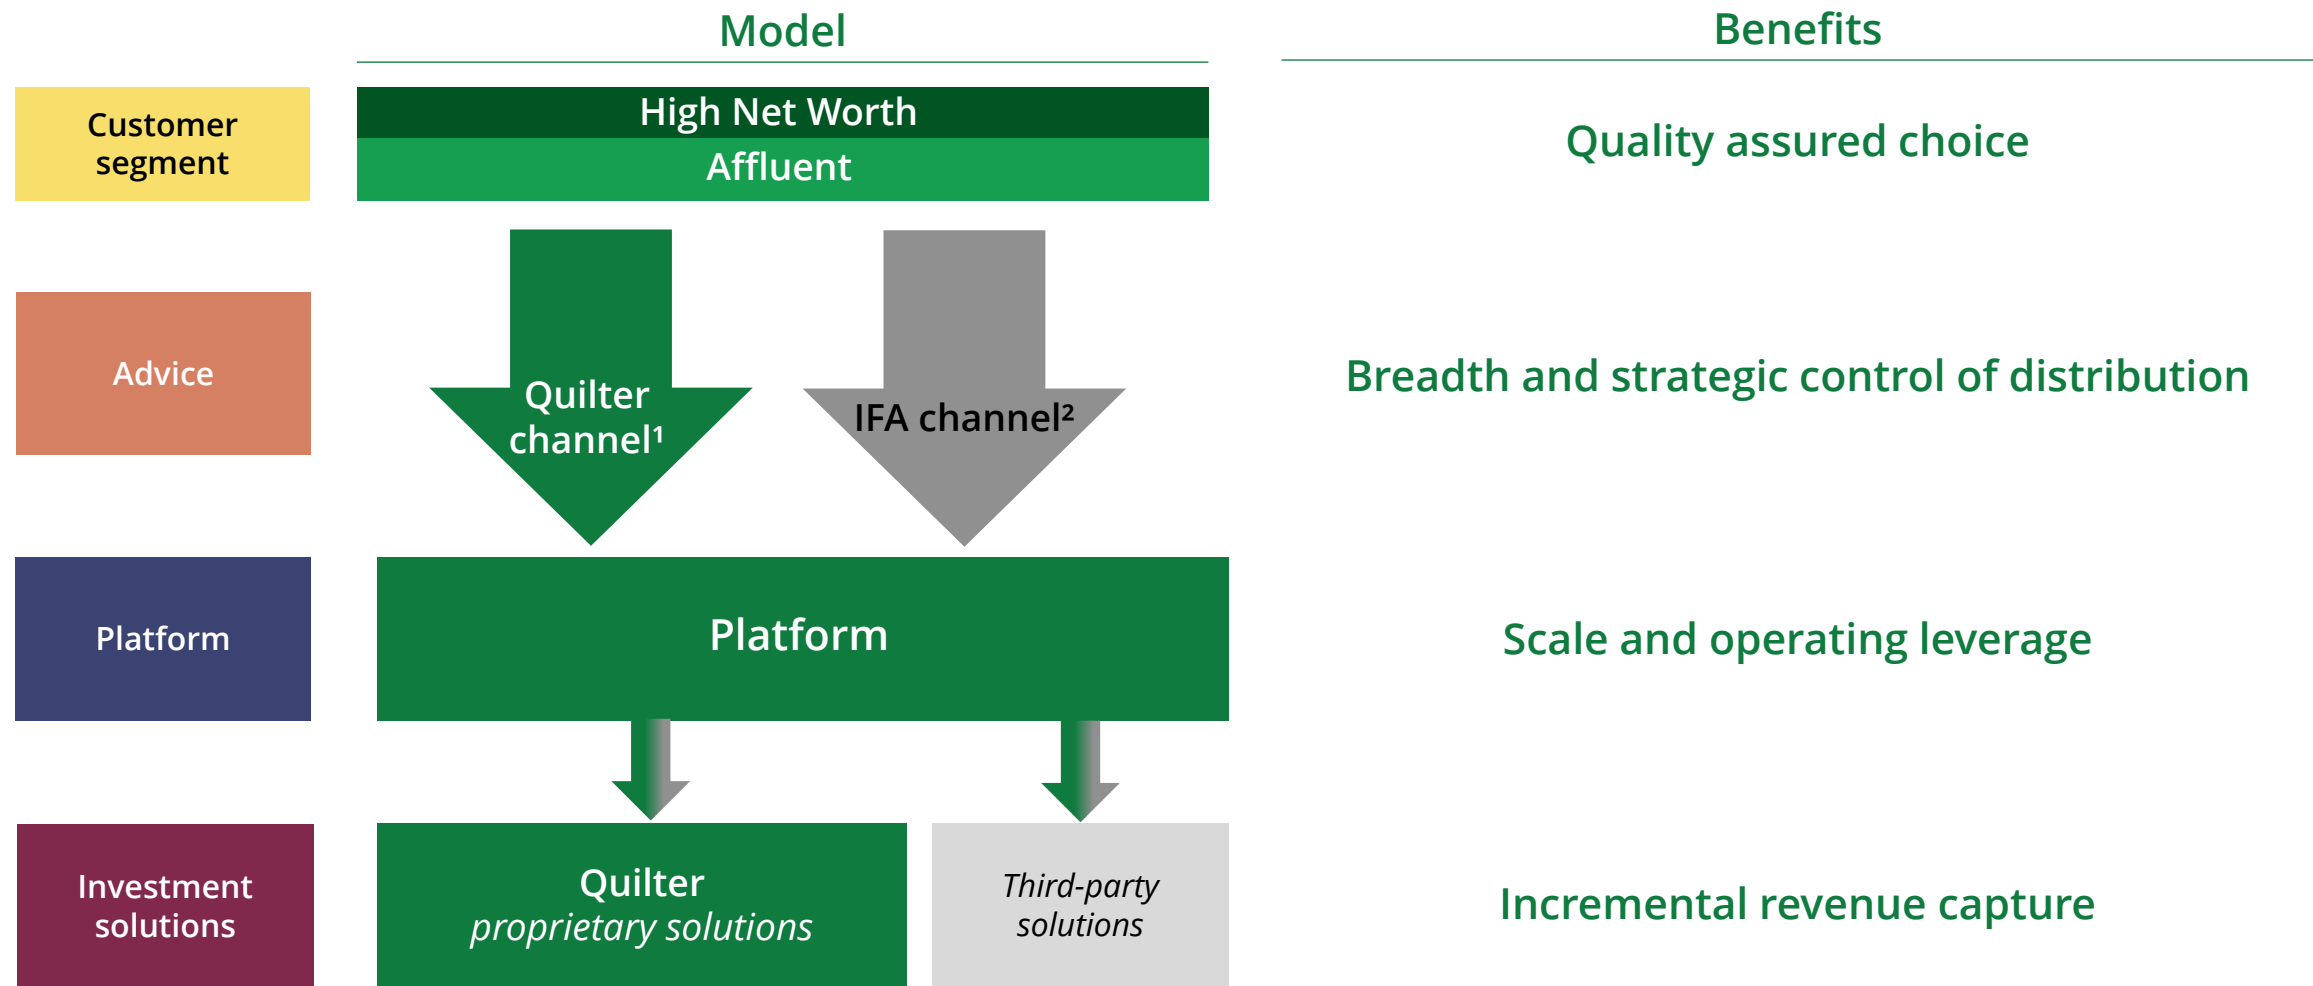 Model
Benefits
Customer
segment
High Net Worth
Affluent
Quality assured choice
Advice
Quilter
channel¹
IFA channel²
Breadth and strategic control of distribution
Platform
Platform
Scale and operating leverage
Investment
solutions
Quilter
proprietary solutions
Third-party
solutions
Incremental revenue capture